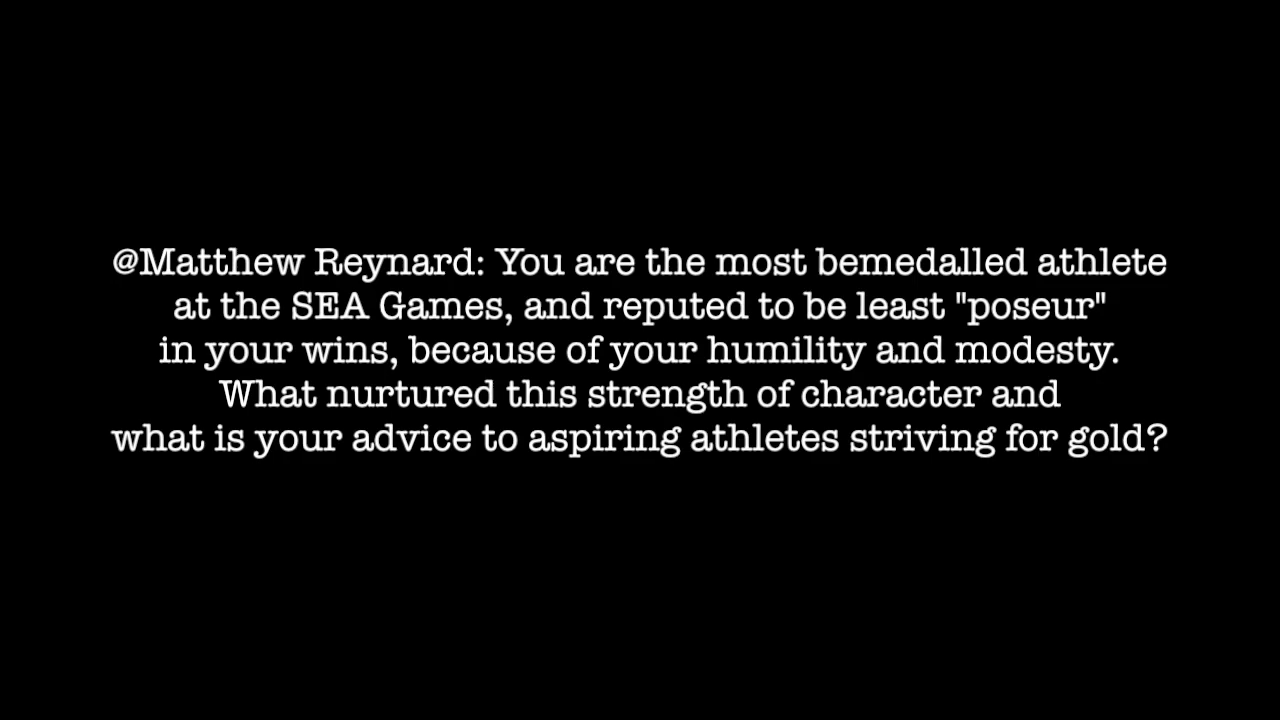 @Matthew Reynard: You are the most bemedalled athlete
at the SEA Games, and reputed to be least "poseur"
in your wins, because of your humility and modesty.
What nurtured this strength of character and
what is your advice to aspiring athletes striving for gold?